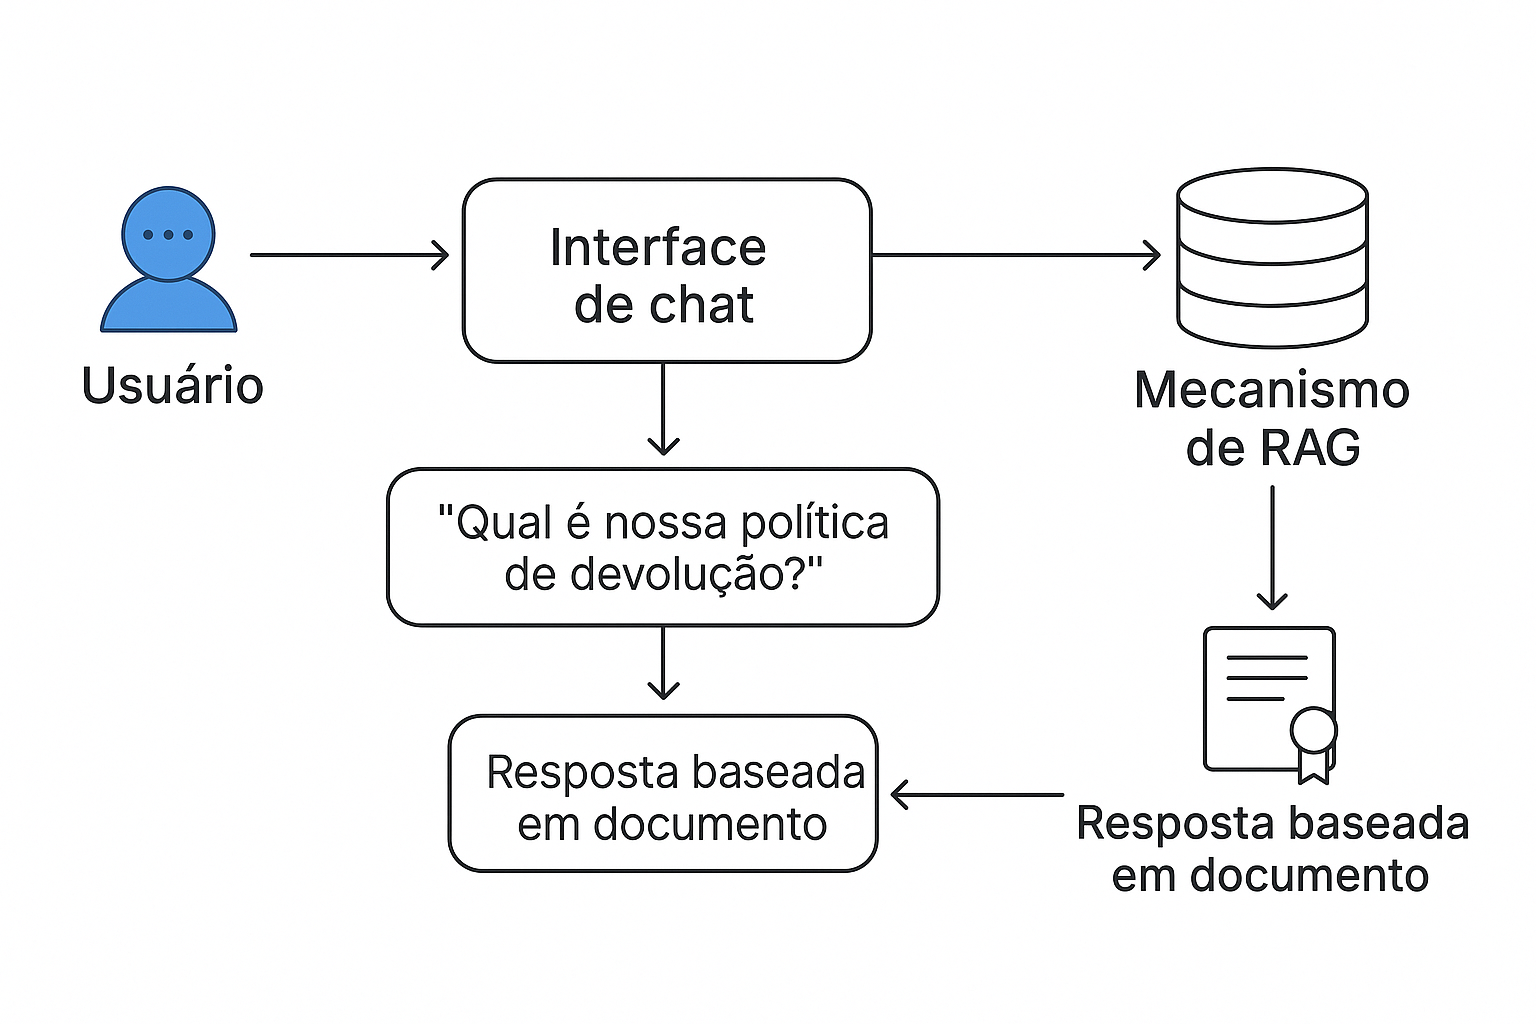 Usuário
Interface
de chat
Mecanismo
de RAG
"Qual é nossa política
de devolução?"
Resposta baseada
em documento
Resposta baseada
em documento